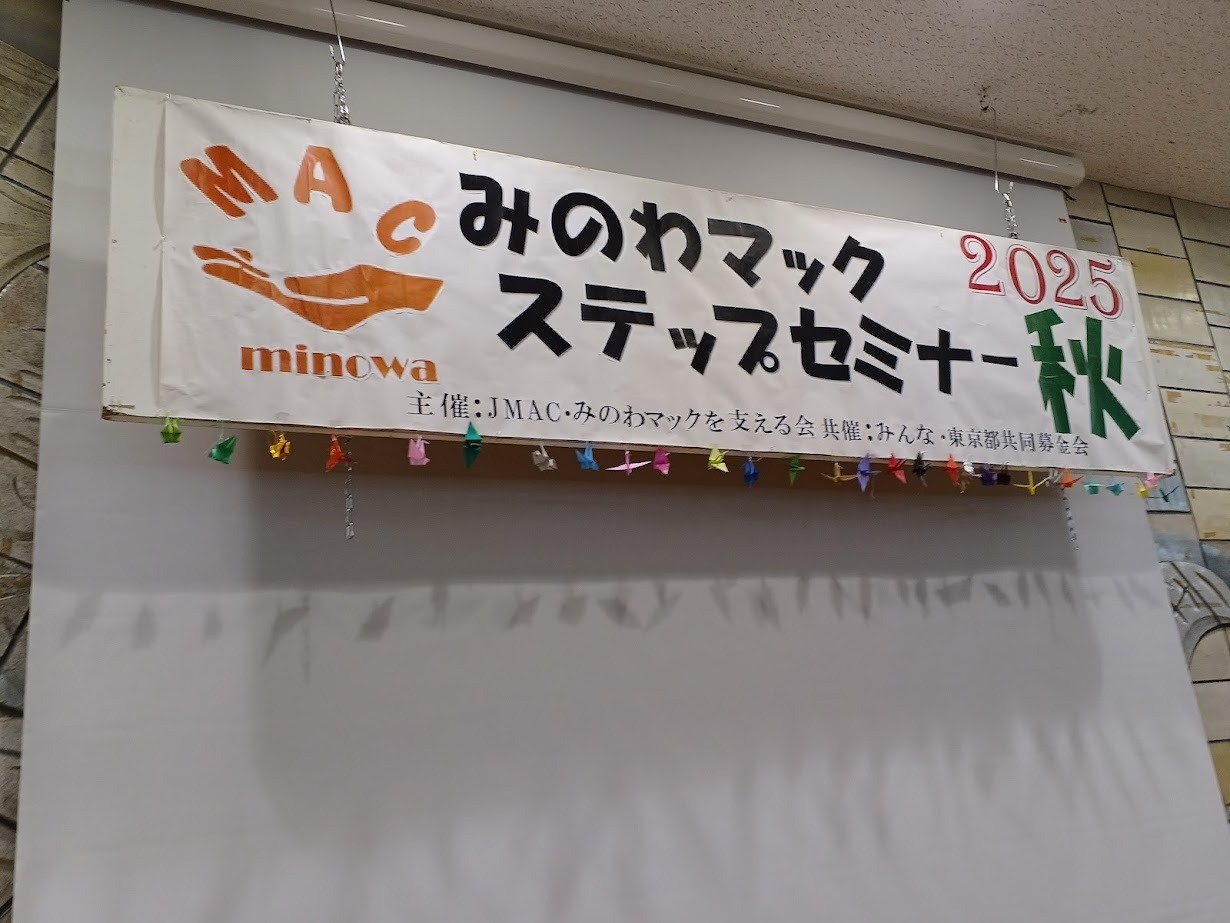 MAC
minowa
みのわマック
ステップセミナー
2025
秋
主催:JMAC・みのわマックを支える会 共催:みんな・東京都共同募金会